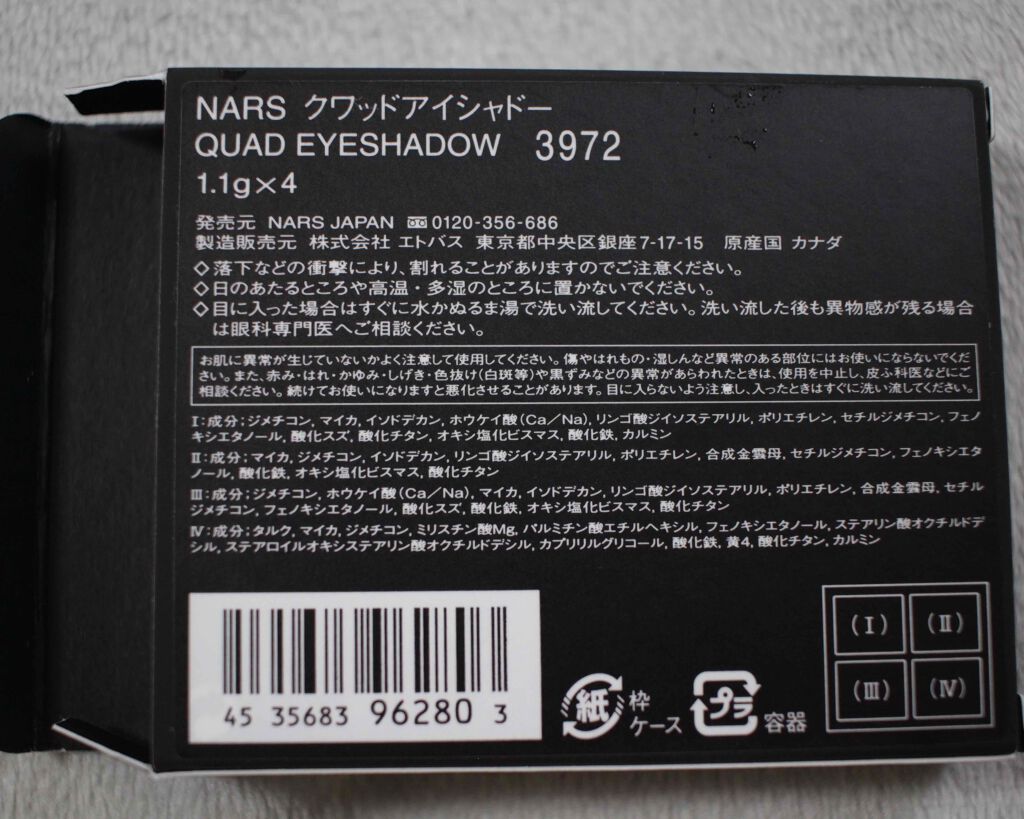 NARS クワッドアイシャドー
QUAD EYESHADOW 3972
1.1g×4
発売元 NARS JAPAN 0120-356-686
製造販売元 株式会社 エトバス 東京都中央区銀座7-17-15 原産国 カナダ
◇落下などの衝撃により、割れることがありますのでご注意ください。
◇日のあたるところや高温・多湿のところに置かないでください。
◇目に入った場合はすぐに水かぬるま湯で洗い流してください。洗い流した後も異物感が残る場合
は眼科専門医へご相談ください。
お肌に異常が生じていないかよく注意して使用してください。傷やはれもの・湿しんなど異常のある部位にはお使いにならないでくだ
さい。また、赤み・はれ・かゆみ・しげき・色抜け(白斑等)や黒ずみなどの異常があらわれたときは、使用を中止し、皮ふ科医などにご
相談ください。続けてお使いになりますと悪化させることがあります。目に入らないよう注意し、入ったときはすぐに洗い流してください。
Ⅰ:成分;ジメチコン, マイカ, イソドデカン, ホウケイ酸(Ca/Na), リンゴ酸ジイソステアリル, ポリエチレン, セチルジメチコン, フェノ
キシエタノール, 酸化スズ, 酸化チタン, オキシ塩化ビスマス, 酸化鉄, カルミン
Ⅱ:成分;マイカ, ジメチコン, イソドデカン, リンゴ酸ジイソステアリル, ポリエチレン, 合成金雲母, セチルジメチコン, フェノキシエタ
ノール, 酸化鉄, オキシ塩化ビスマス, 酸化チタン
Ⅲ:成分;ジメチコン, ホウケイ酸(Ca/Na), マイカ, イソドデカン, リンゴ酸ジイソステアリル, ポリエチレン, 合成金雲母, セチル
ジメチコン, フェノキシエタノール, 酸化スズ, 酸化鉄, オキシ塩化ビスマス, 酸化チタン
Ⅳ:成分;タルク, マイカ, ジメチコン, ミリスチン酸Mg, パルミチン酸エチルヘキシル, フェノキシエタノール, ステアリン酸オクチルドデ
シル, ステアロイルオキシステアリン酸オクチルドデシル, カプリリルグリコール, 酸化鉄, 黄4, 酸化チタン, カルミン
(Ⅰ) (Ⅱ)
(Ⅲ) (Ⅳ)
紙 枠
ケース
プラ 容器
45 35683 96280 3